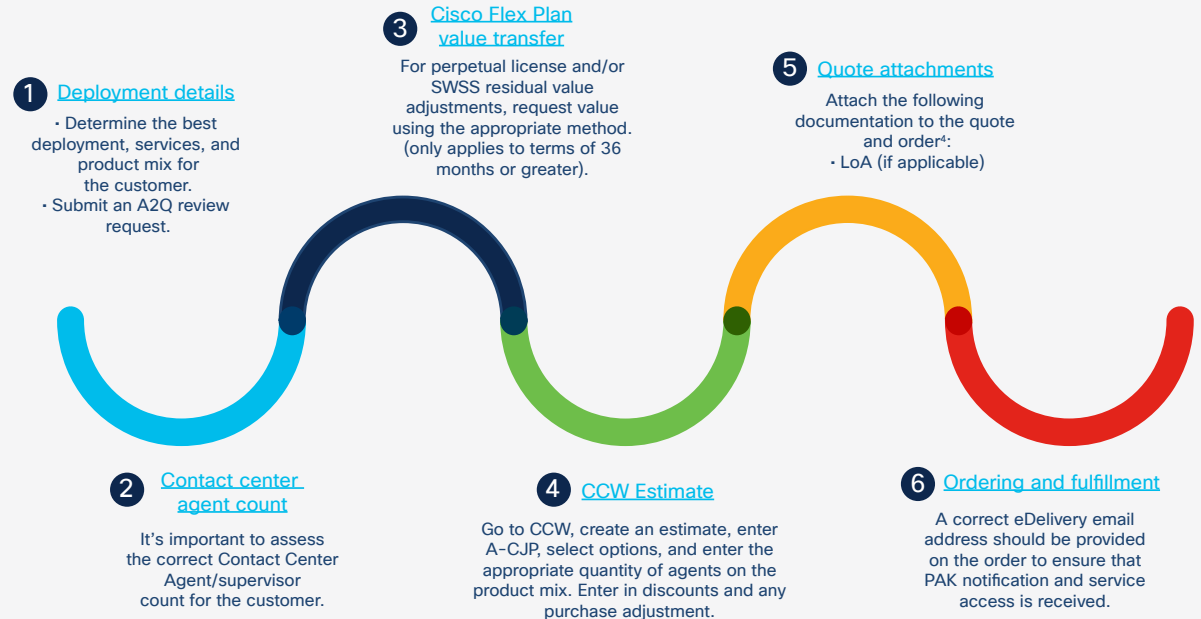 1 Deployment details
• Determine the best
deployment, services, and
product mix for
the customer.
• Submit an A2Q review
request.
2 Contact center
agent count
It's important to assess
the correct Contact Center
Agent/supervisor
count for the customer.
3 Cisco Flex Plan
value transfer
For perpetual license and/or
SWSS residual value
adjustments, request value
using the appropriate method.
(only applies to terms of 36
months or greater).
4 CCW Estimate
Go to CCW, create an estimate, enter
A-CJP, select options, and enter the
appropriate quantity of agents on the
product mix. Enter in discounts and any
purchase adjustment.
5 Quote attachments
Attach the following
documentation to the quote
and order⁴:
• LoA (if applicable)
6 Ordering and fulfillment
A correct eDelivery email
address should be provided
on the order to ensure that
PAK notification and service
access is received.